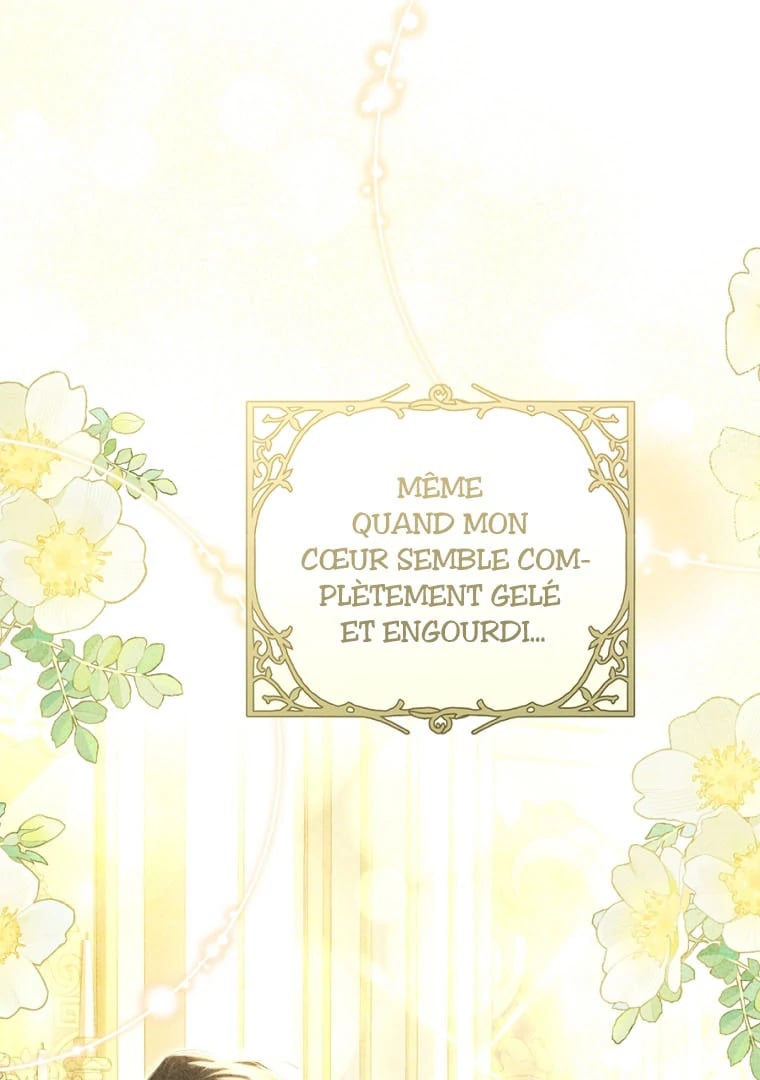 MÊME
QUAND MON
CŒUR SEMBLE COM-
PLÈTEMENT GELÉ
ET ENGOURDI...